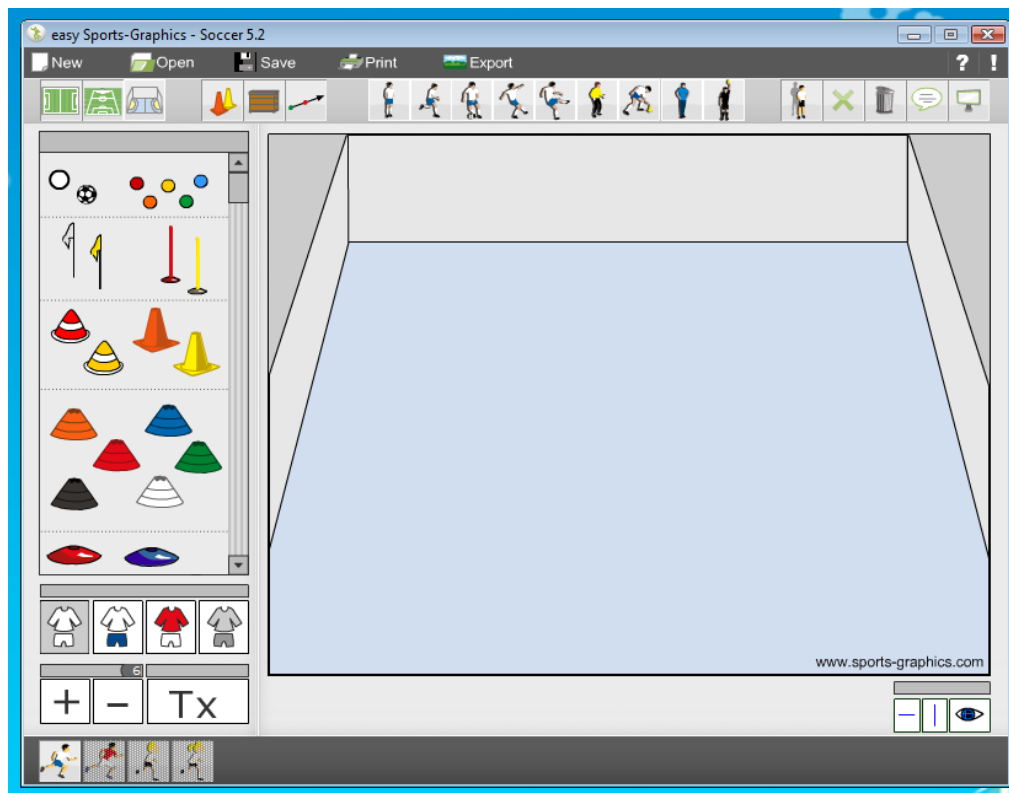 easy Sports-Graphics - Soccer 5.2
New Open Save Print Export ? !
www.sports-graphics.com
6
+ − Tx